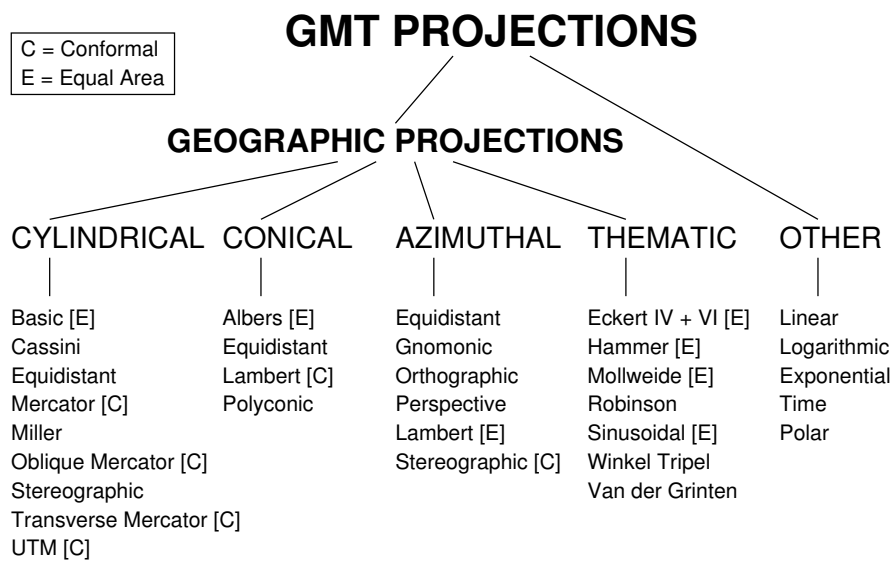 GMT PROJECTIONS
C = Conformal
E = Equal Area
GEOGRAPHIC PROJECTIONS
CYLINDRICAL
Basic [E]
Cassini
Equidistant
Mercator [C]
Miller
Oblique Mercator [C]
Stereographic
Transverse Mercator [C]
UTM [C]
CONICAL
Albers [E]
Equidistant
Lambert [C]
Polyconic
AZIMUTHAL
Equidistant
Gnomonic
Orthographic
Perspective
Lambert [E]
Stereographic [C]
THEMATIC
Eckert IV + VI [E]
Hammer [E]
Mollweide [E]
Robinson
Sinusoidal [E]
Winkel Tripel
Van der Grinten
OTHER
Linear
Logarithmic
Exponential
Time
Polar